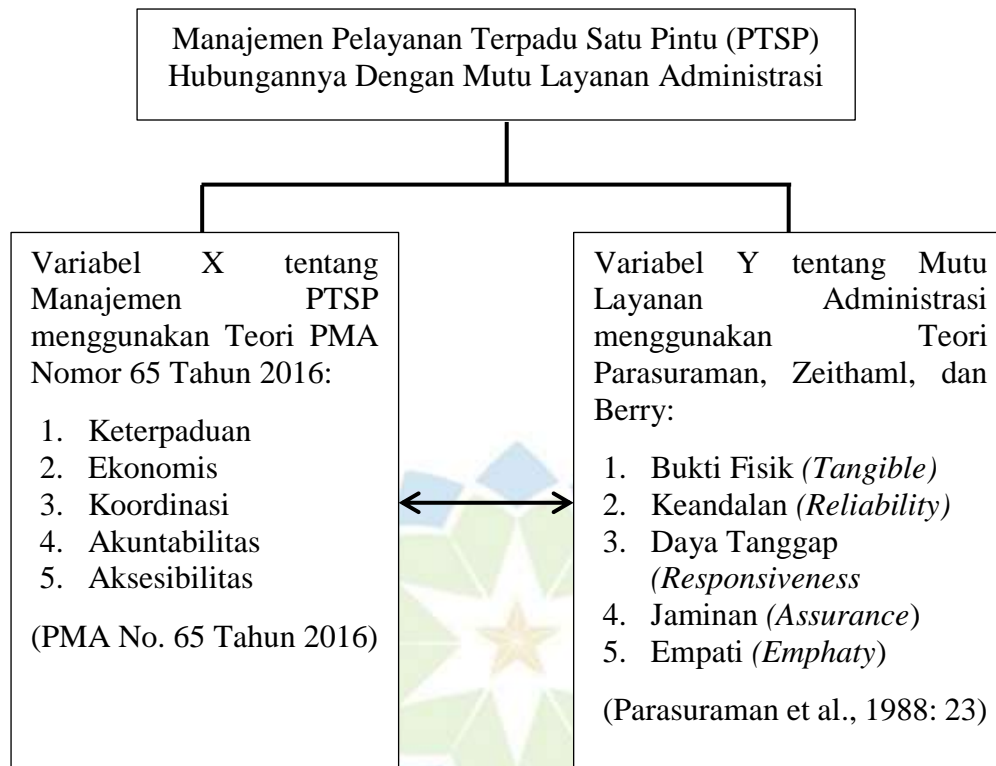 Manajemen Pelayanan Terpadu Satu Pintu (PTSP)
Hubungannya Dengan Mutu Layanan Administrasi
Variabel X tentang
Manajemen PTSP
menggunakan Teori PMA
Nomor 65 Tahun 2016:
1. Keterpaduan
2. Ekonomis
3. Koordinasi
4. Akuntabilitas
5. Aksesibilitas
(PMA No. 65 Tahun 2016)
Variabel Y tentang Mutu
Layanan Administrasi
menggunakan Teori
Parasuraman, Zeithaml, dan
Berry:
1. Bukti Fisik (Tangible)
2. Keandalan (Reliability)
3. Daya Tanggap
(Responsiveness
4. Jaminan (Assurance)
5. Empati (Emphaty)
(Parasuraman et al., 1988: 23)